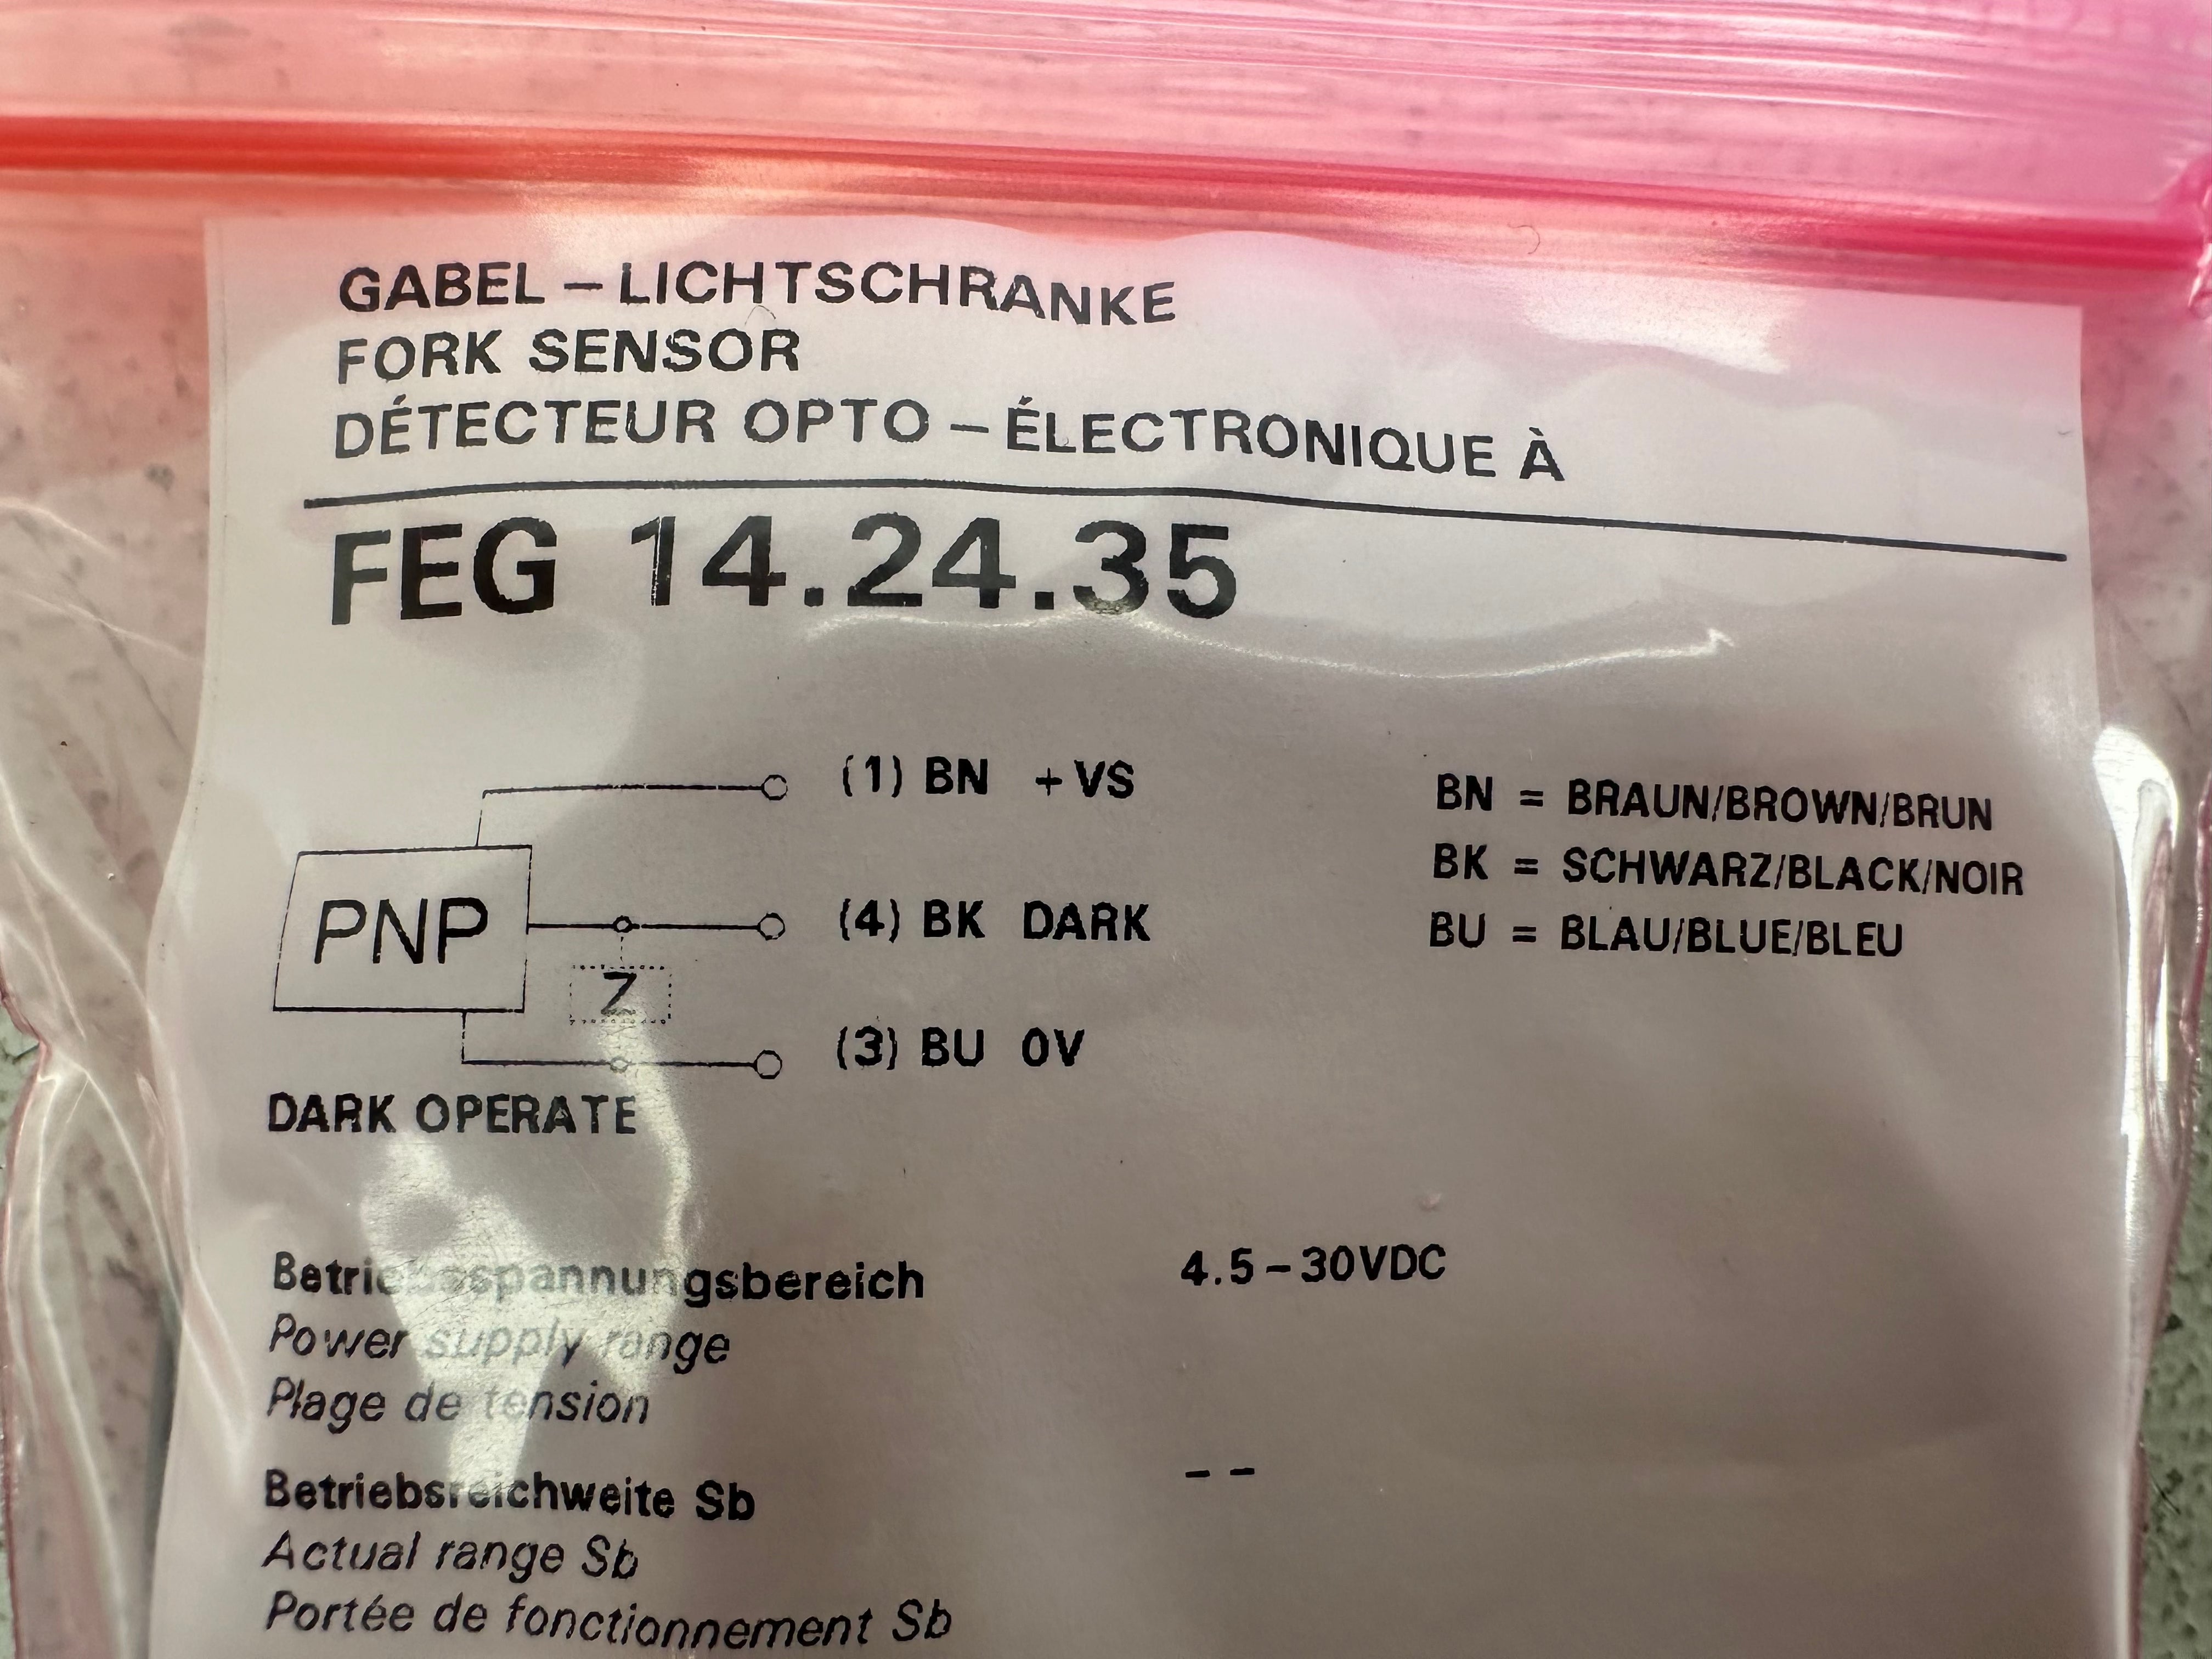 GABEL – LICHTSCHRANKE
FORK SENSOR
DÉTECTEUR OPTO – ÉLECTRONIQUE À
FEG 14.24.35
(1) BN + VS
PNP
(4) BK DARK
Z
(3) BU 0V
DARK OPERATE
BN = BRAUN/BROWN/BRUN
BK = SCHWARZ/BLACK/NOIR
BU = BLAU/BLUE/BLEU
Betriebsspannungsbereich 4.5 – 30VDC
Power supply range
Plage de tension
Betriebsreichweite Sb – –
Actual range Sb
Portée de fonctionnement Sb